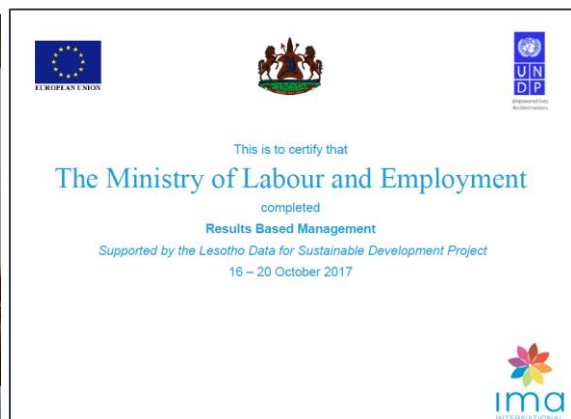 EUROPEAN UNION
U N
D P
Empowered lives.
Resilient nations.
This is to certify that
The Ministry of Labour and Employment
completed
Results Based Management
Supported by the Lesotho Data for Sustainable Development Project
16 – 20 October 2017
ima
INTERNATIONAL